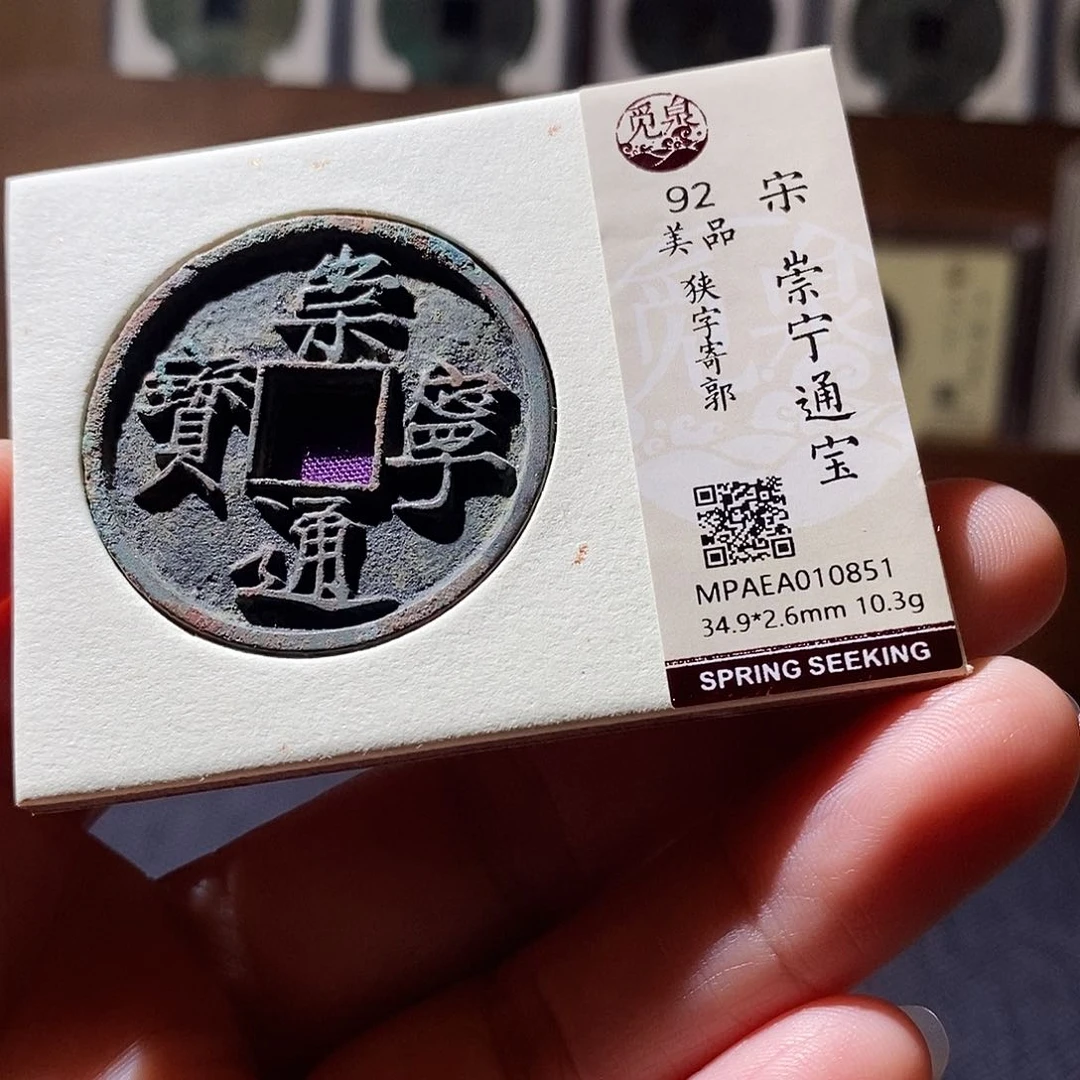 崇
寧
通
寶
觅泉
92
美品
狭字寄郭
宋 崇宁通宝
MPAEA010851
34.9*2.6mm 10.3g
SPRING SEEKING